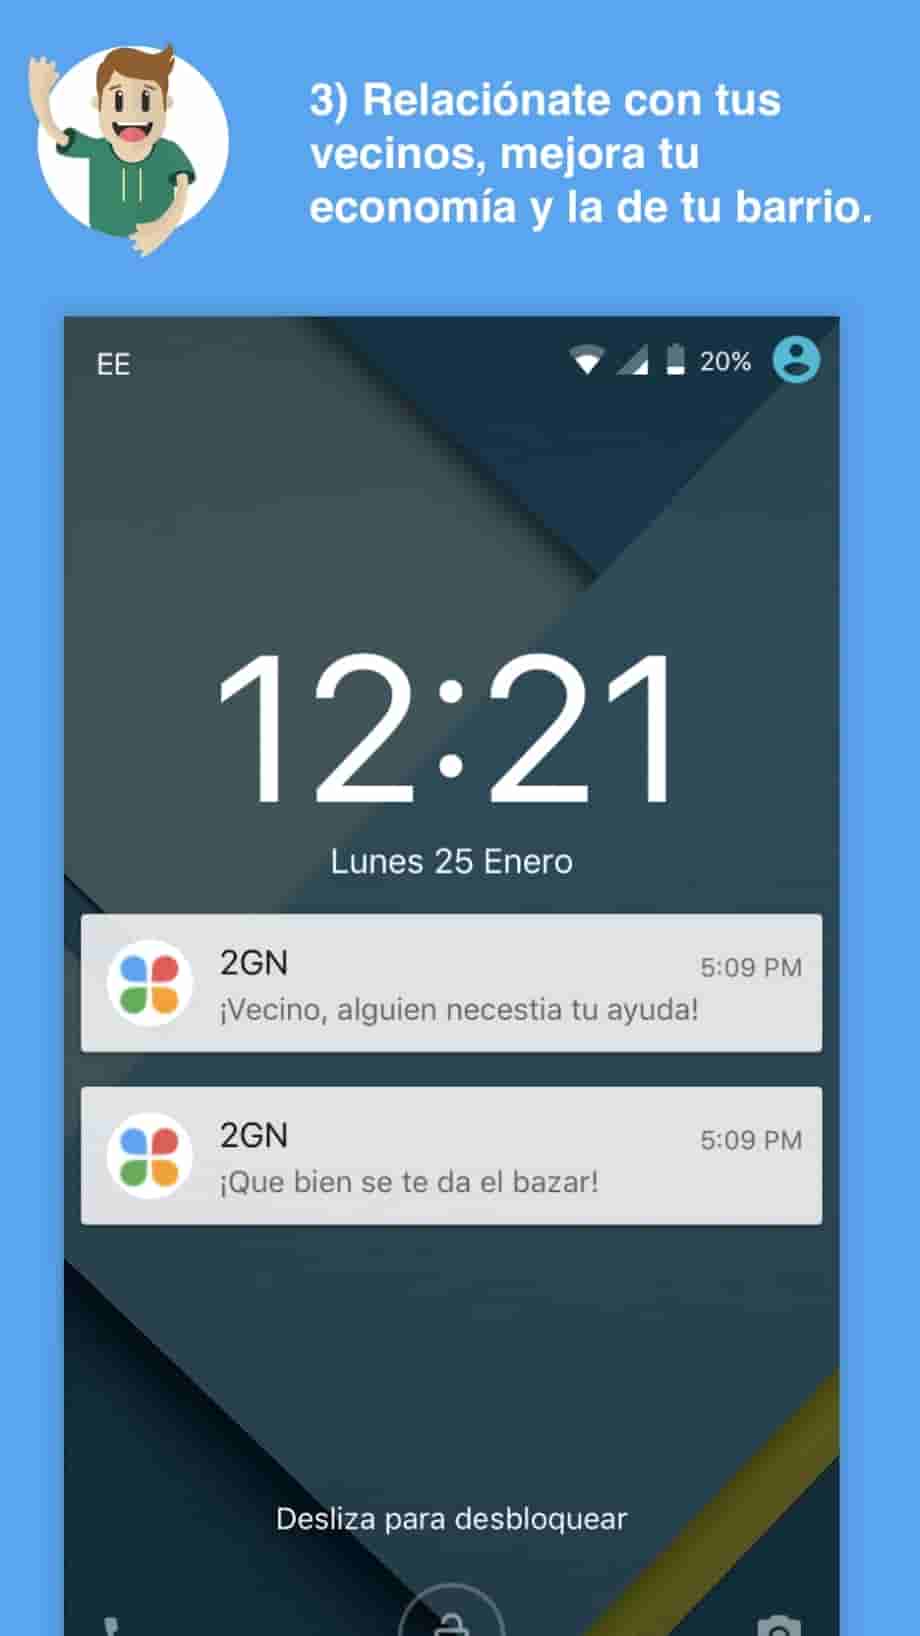 3) Relaciónate con tus
vecinos, mejora tu
economía y la de tu barrio.
EE
20%
12:21
Lunes 25 Enero
2GN
5:09 PM
¡Vecino, alguien necestia tu ayuda!
2GN
5:09 PM
¡Que bien se te da el bazar!
Desliza para desbloquear